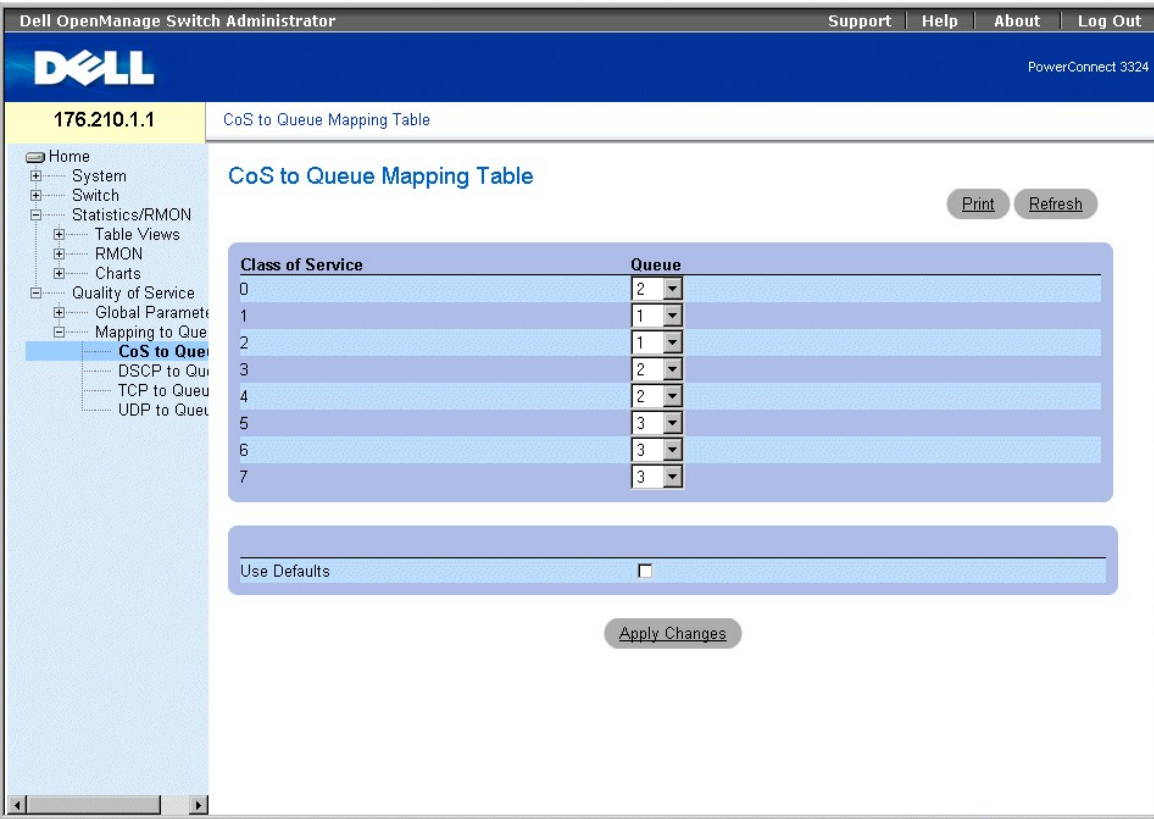 Dell OpenManage Switch Administrator
Support | Help | About | Log Out
DELL
PowerConnect 3324
176.210.1.1
CoS to Queue Mapping Table
Home
System
Switch
Statistics/RMON
Table Views
RMON
Charts
Quality of Service
Global Paramete
Mapping to Que
CoS to Queu
DSCP to Qu
TCP to Queu
UDP to Queu
CoS to Queue Mapping Table
Print Refresh
Class of Service Queue
0 2
1 1
2 1
3 2
4 2
5 3
6 3
7 3
Use Defaults
Apply Changes